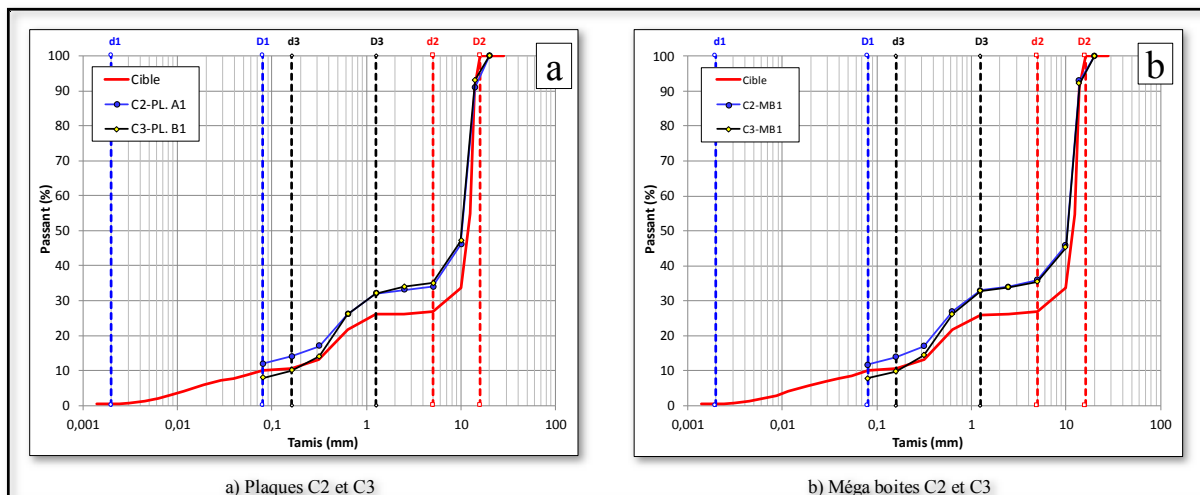 d1 D1 d3 D3 d2 D2
a
100
90
80
70
60
50
40
30
20
10
0
Passant (%)
Cible
C2-PL. A1
C3-PL. B1
0,001 0,01 0,1 1 10 100
Tamis (mm)
a) Plaques C2 et C3
d1 D1 d3 D3 d2 D2
b
100
90
80
70
60
50
40
30
20
10
0
Passant (%)
Cible
C2-MB1
C3-MB1
0,001 0,01 0,1 1 10 100
Tamis (mm)
b) Méga boites C2 et C3